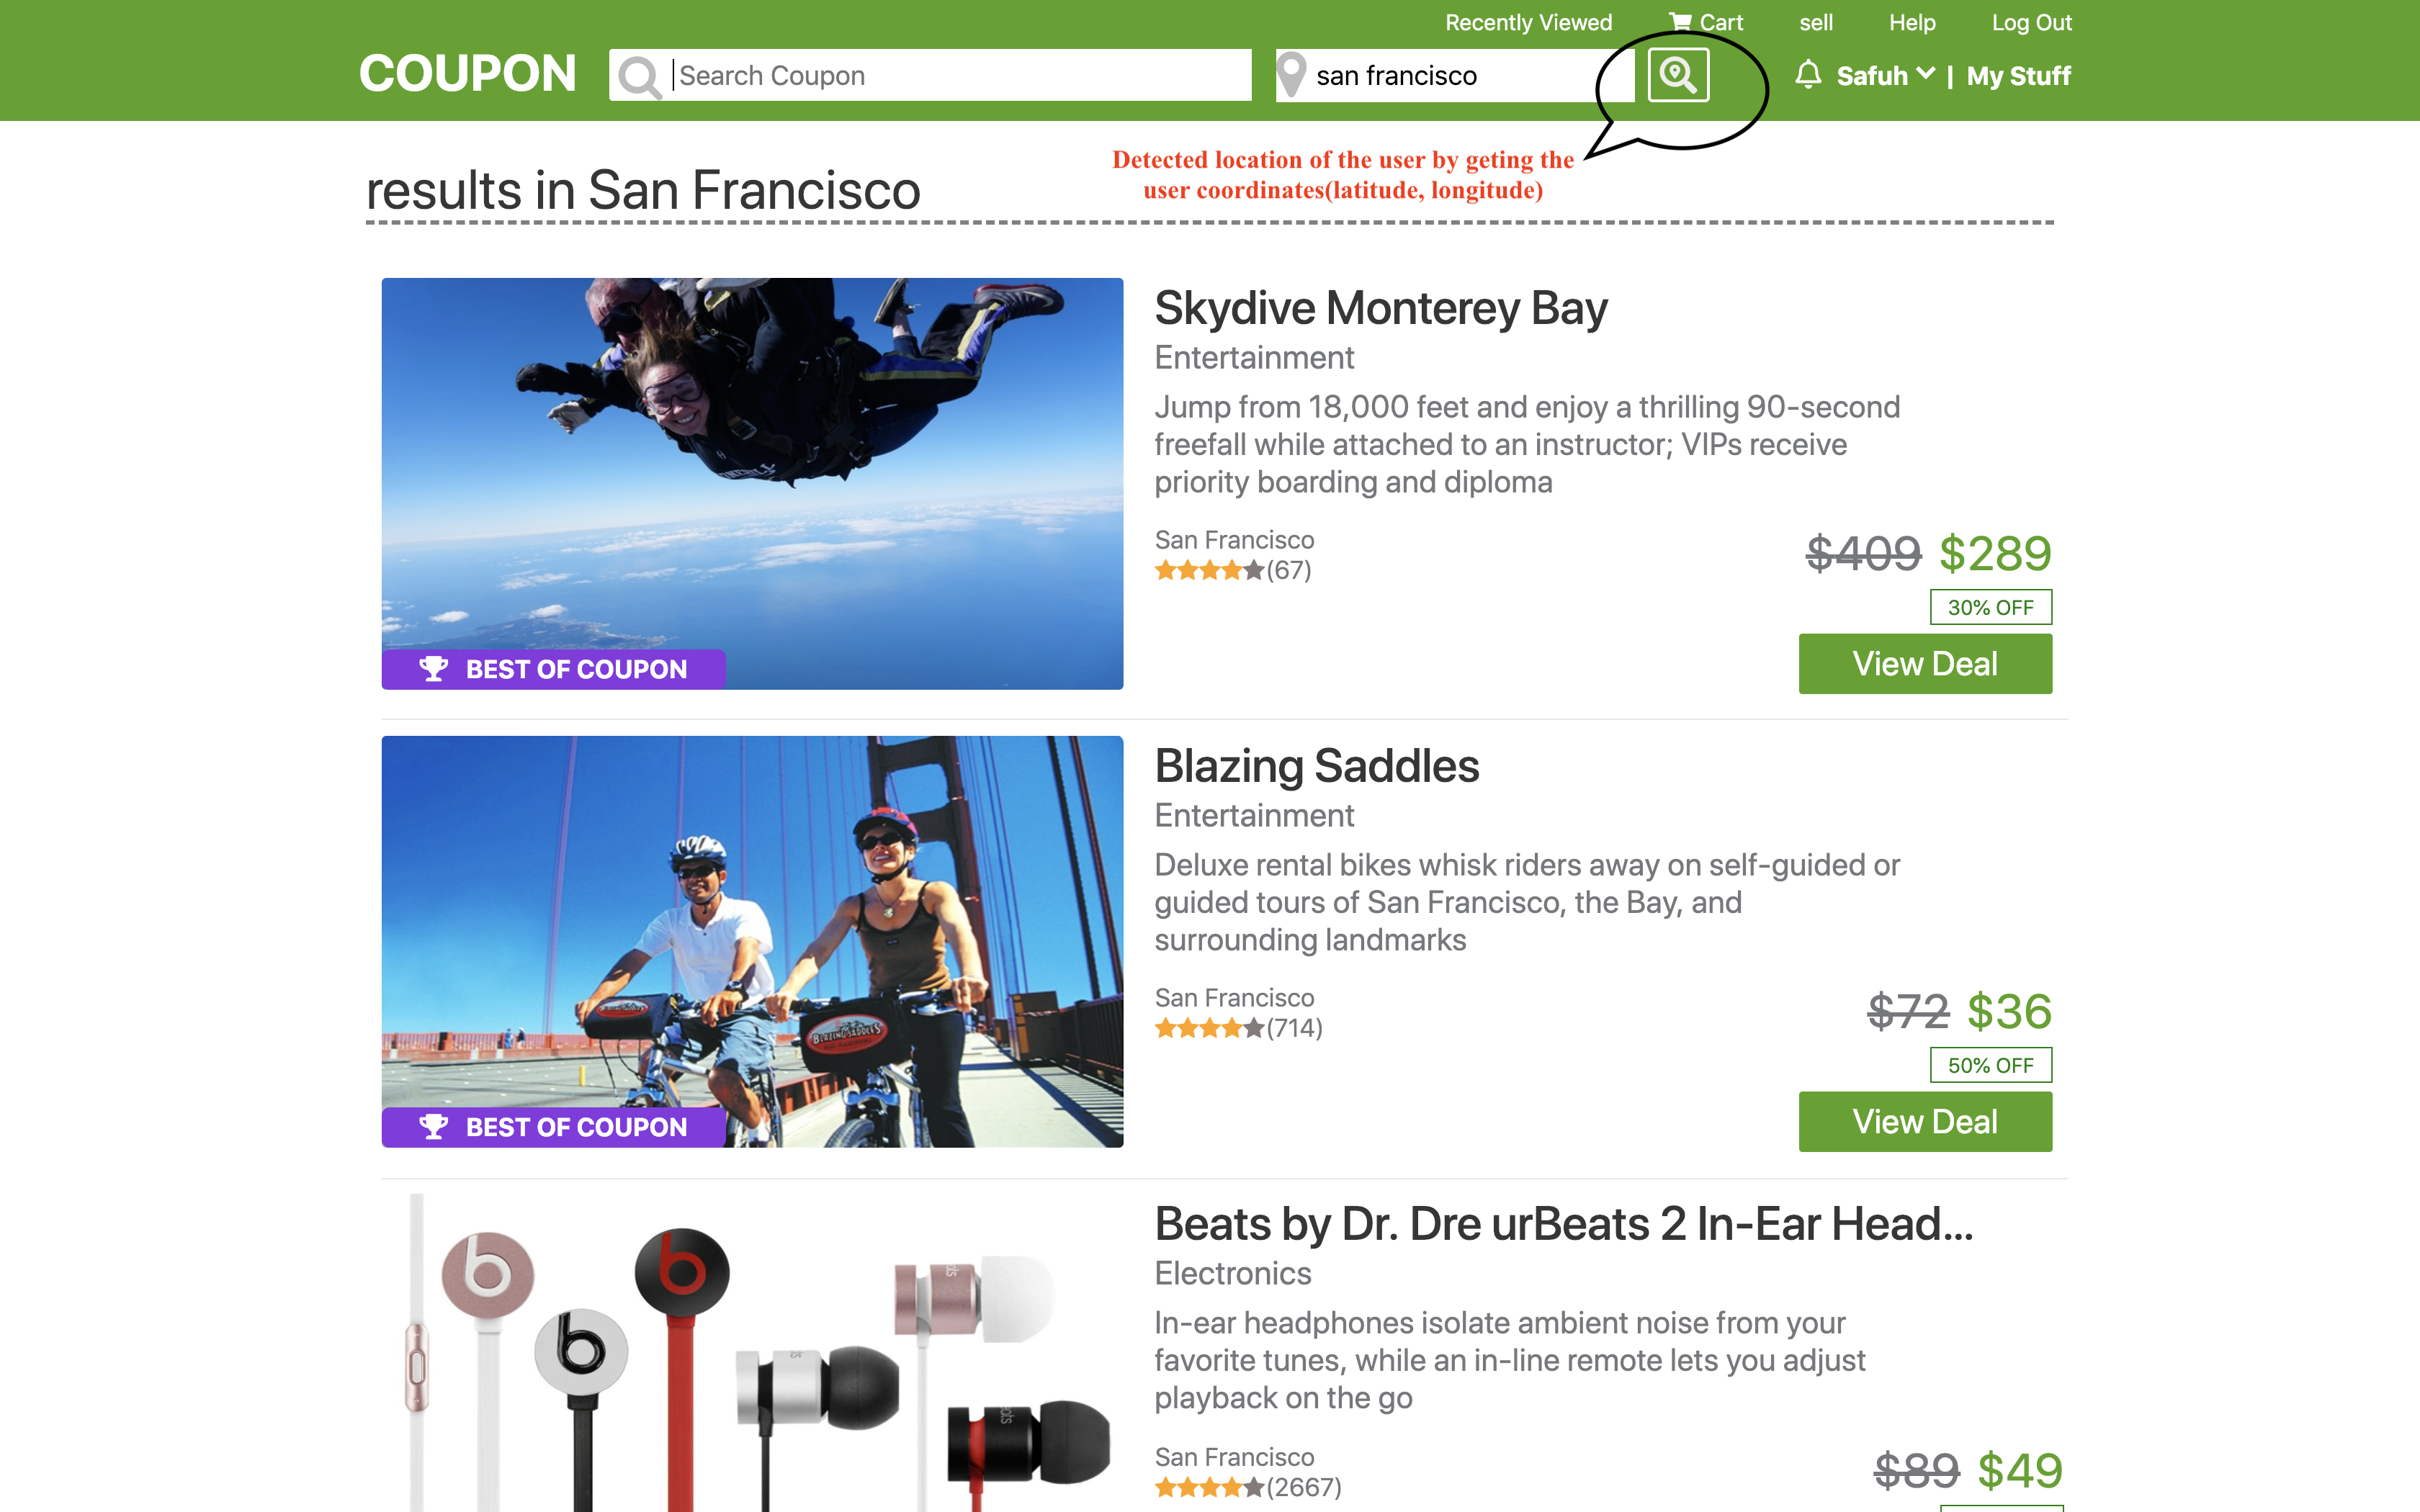 Recently Viewed Cart sell Help Log Out
COUPON Search Coupon san francisco Safuh | My Stuff
Detected location of the user by geting the
user coordinates(latitude, longitude)
results in San Francisco
Skydive Monterey Bay
Entertainment
Jump from 18,000 feet and enjoy a thrilling 90-second
freefall while attached to an instructor; VIPs receive
priority boarding and diploma
San Francisco
(67)
$409 $289
30% OFF
View Deal
BEST OF COUPON
Blazing Saddles
Entertainment
Deluxe rental bikes whisk riders away on self-guided or
guided tours of San Francisco, the Bay, and
surrounding landmarks
San Francisco
(714)
$72 $36
50% OFF
View Deal
BLAZING SADDLES
BEST OF COUPON
Beats by Dr. Dre urBeats 2 In-Ear Head...
Electronics
In-ear headphones isolate ambient noise from your
favorite tunes, while an in-line remote lets you adjust
playback on the go
San Francisco
(2667)
$89 $49